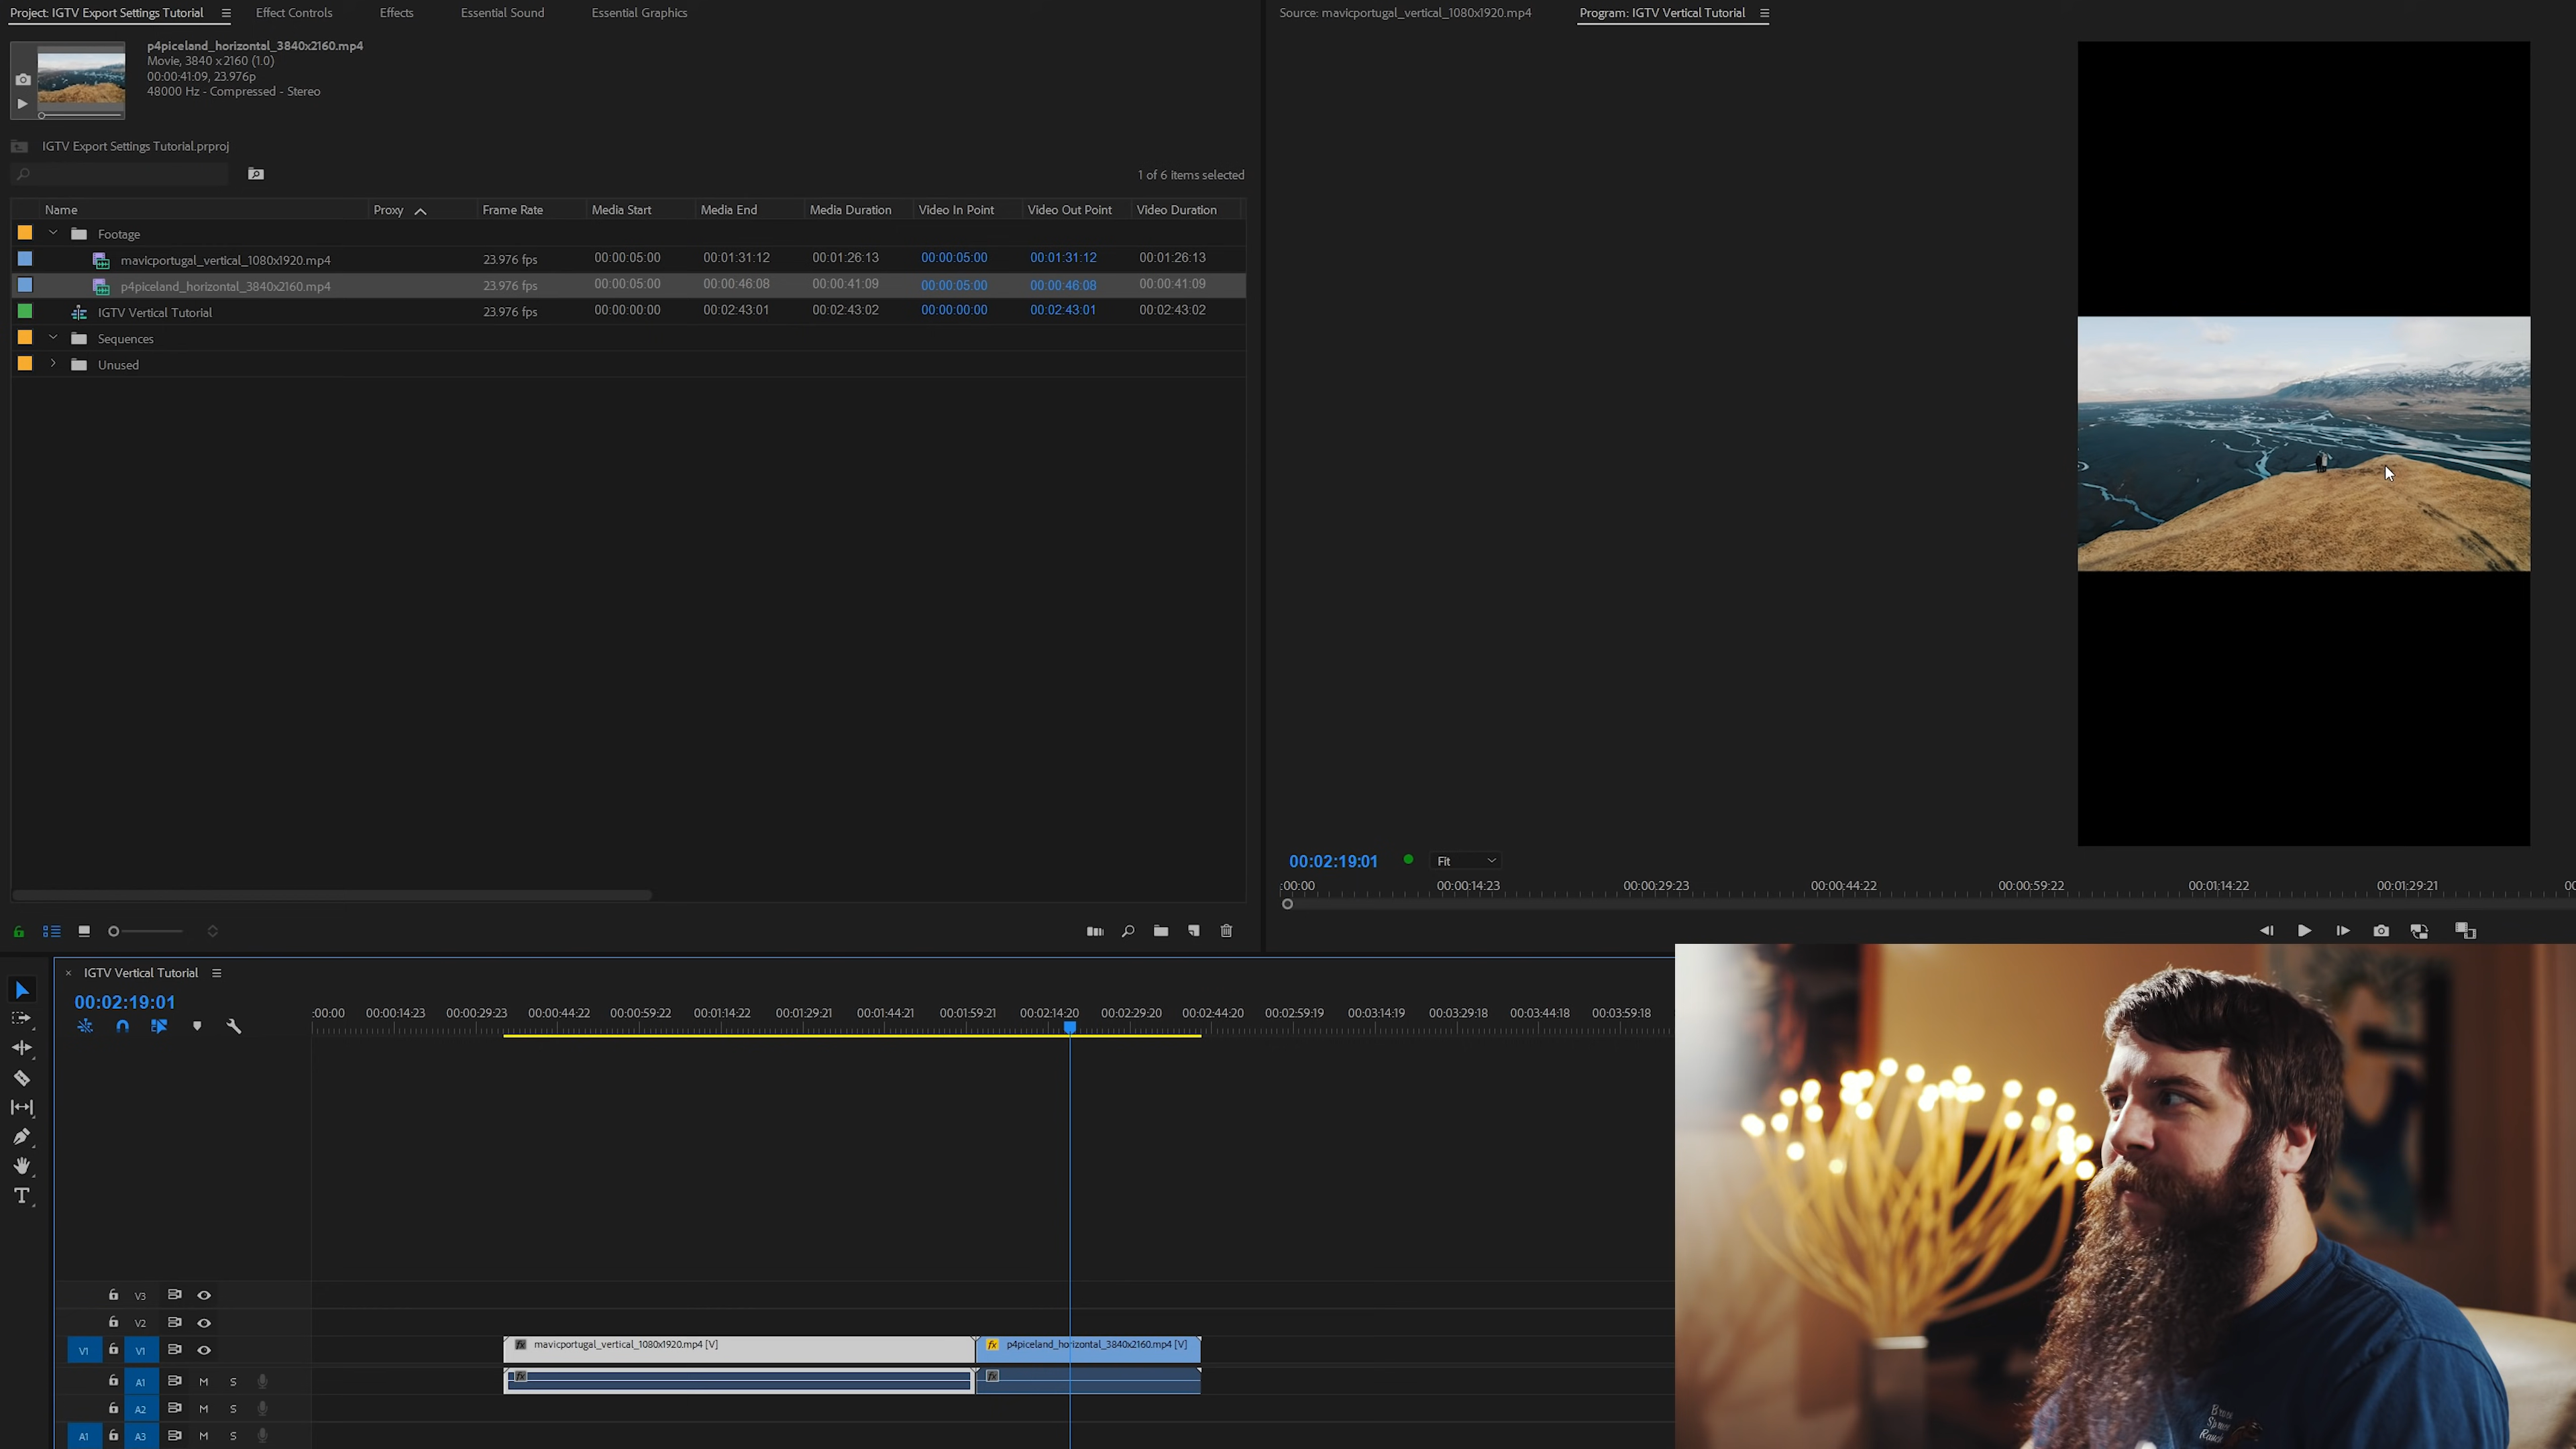 Project: IGTV Export Settings Tutorial
Effect Controls
Effects
Essential Sound
Essential Graphics
Source: mavicportugal_vertical_1080x1920.mp4
Program: IGTV Vertical Tutorial
p4piceland_horizontal_3840x2160.mp4
Movie, 3840 x 2160 (1.0)
00:00:41:09, 23.976p
48000 Hz - Compressed - Stereo
IGTV Export Settings Tutorial.prproj
1 of 6 items selected
Name Proxy Frame Rate Media Start Media End Media Duration Video In Point Video Out Point Video Duration
Footage
mavicportugal_vertical_1080x1920.mp4 23.976 fps 00:00:05:00 00:01:31:12 00:01:26:13 00:00:05:00 00:01:31:12 00:01:26:13
p4piceland_horizontal_3840x2160.mp4 23.976 fps 00:00:05:00 00:00:46:08 00:00:41:09 00:00:05:00 00:00:46:08 00:00:41:09
IGTV Vertical Tutorial 23.976 fps 00:00:00:00 00:02:43:01 00:02:43:02 00:00:00:00 00:02:43:01 00:02:43:02
Sequences
Unused
00:02:19:01 Fit
:00:00 00:00:14:23 00:00:29:23 00:00:44:22 00:00:59:22 00:01:14:22 00:01:29:21 00
IGTV Vertical Tutorial
00:02:19:01
:00:00 00:00:14:23 00:00:29:23 00:00:44:22 00:00:59:22 00:01:14:22 00:01:29:21 00:01:44:21 00:01:59:21 00:02:14:20 00:02:29:20 00:02:44:20 00:02:59:19 00:03:14:19 00:03:29:18 00:03:44:18 00:03:59:18
V3
V2
V1 V1 fx mavicportugal_vertical_1080x1920.mp4 [V] fx p4piceland_horizontal_3840x2160.mp4 [V]
A1 M S fx fx
A2 M S
A1 A3 M S